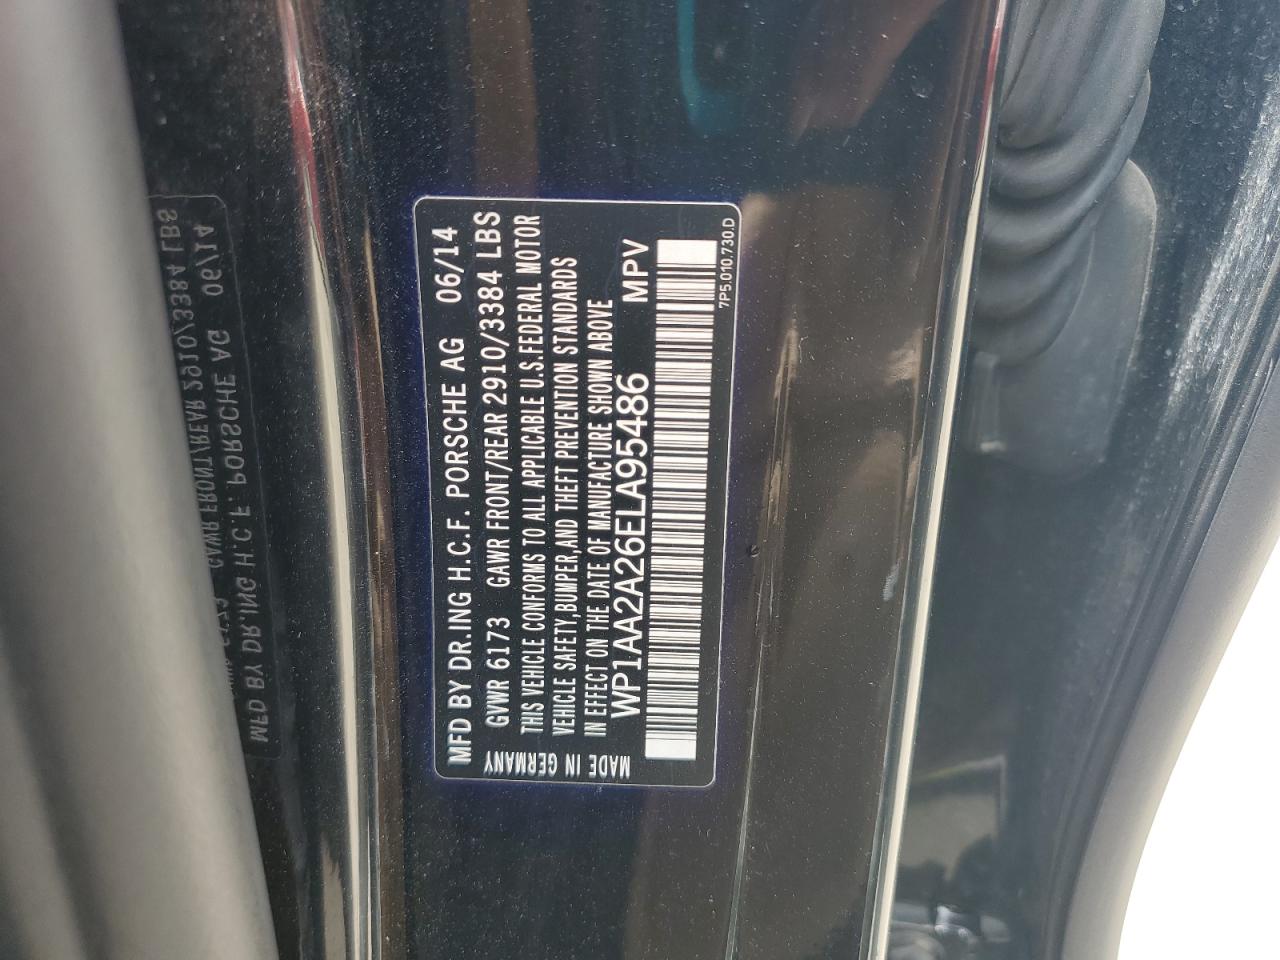 MFD BY DR.ING H.C.F. PORSCHE AG 06/14
GVWR 6173 GAWR FRONT/REAR 2910/3384 LBS
THIS VEHICLE CONFORMS TO ALL APPLICABLE U.S.FEDERAL MOTOR
VEHICLE SAFETY,BUMPER,AND THEFT PREVENTION STANDARDS
IN EFFECT ON THE DATE OF MANUFACTURE SHOWN ABOVE
WP1AA2A26ELA95486 MPV
7P5.010.730.D
MADE IN GERMANY